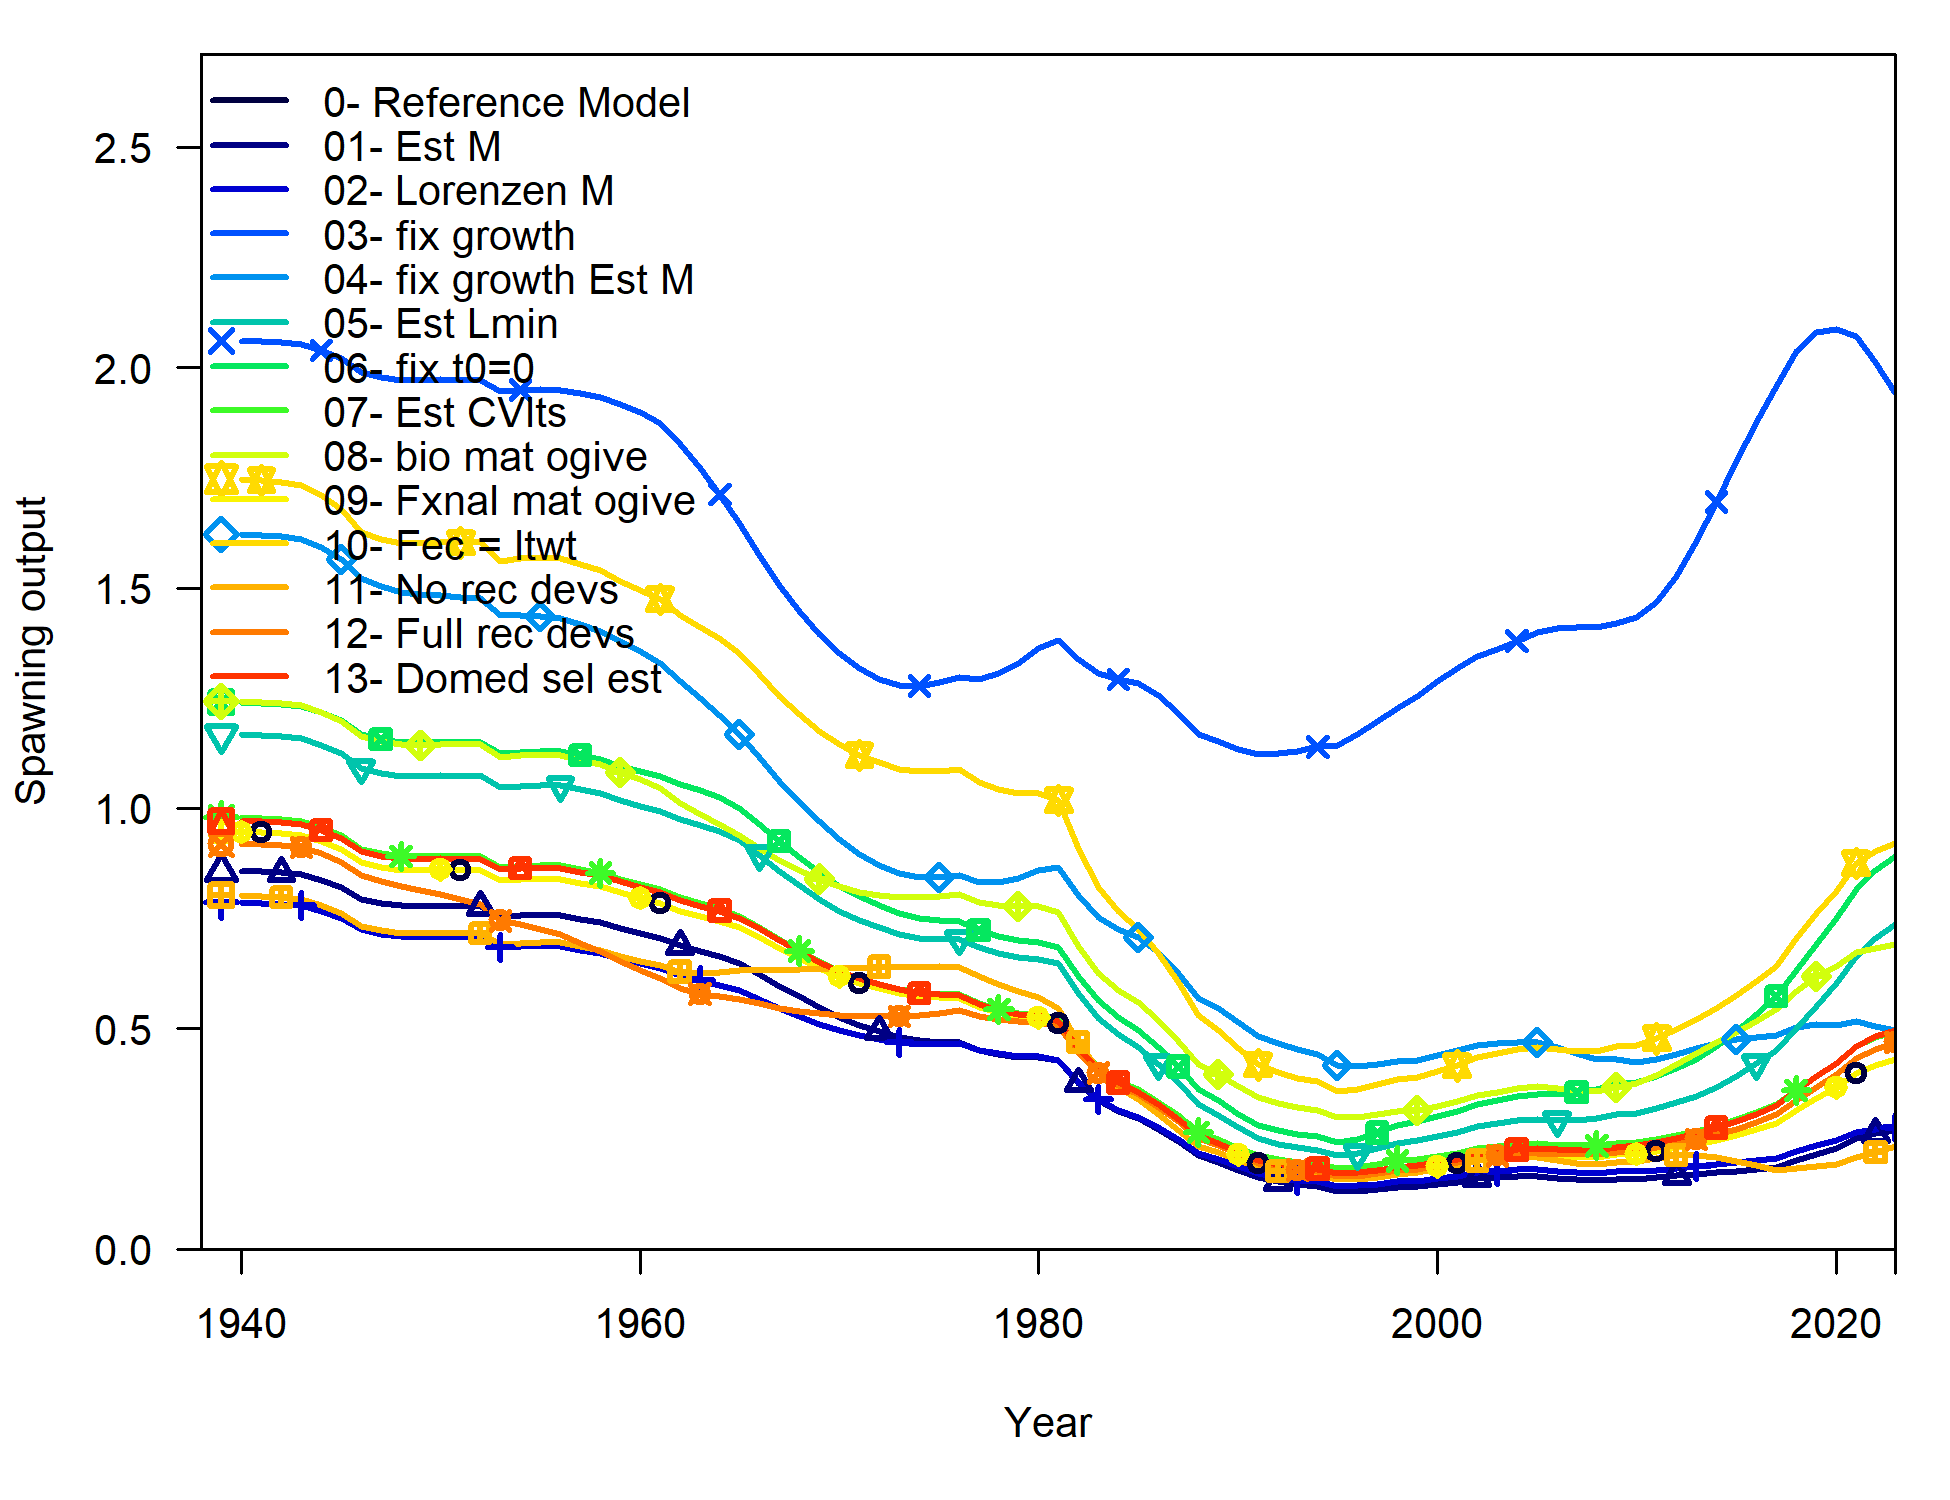 0- Reference Model
01- Est M
02- Lorenzen M
03- fix growth
04- fix growth Est M
05- Est Lmin
06- fix t0=0
07- Est CVlts
08- bio mat ogive
09- Fxnal mat ogive
10- Fec = ltwt
11- No rec devs
12- Full rec devs
13- Domed sel est
2.5
2.0
1.5
1.0
0.5
0.0
Spawning output
1940 1960 1980 2000 2020
Year